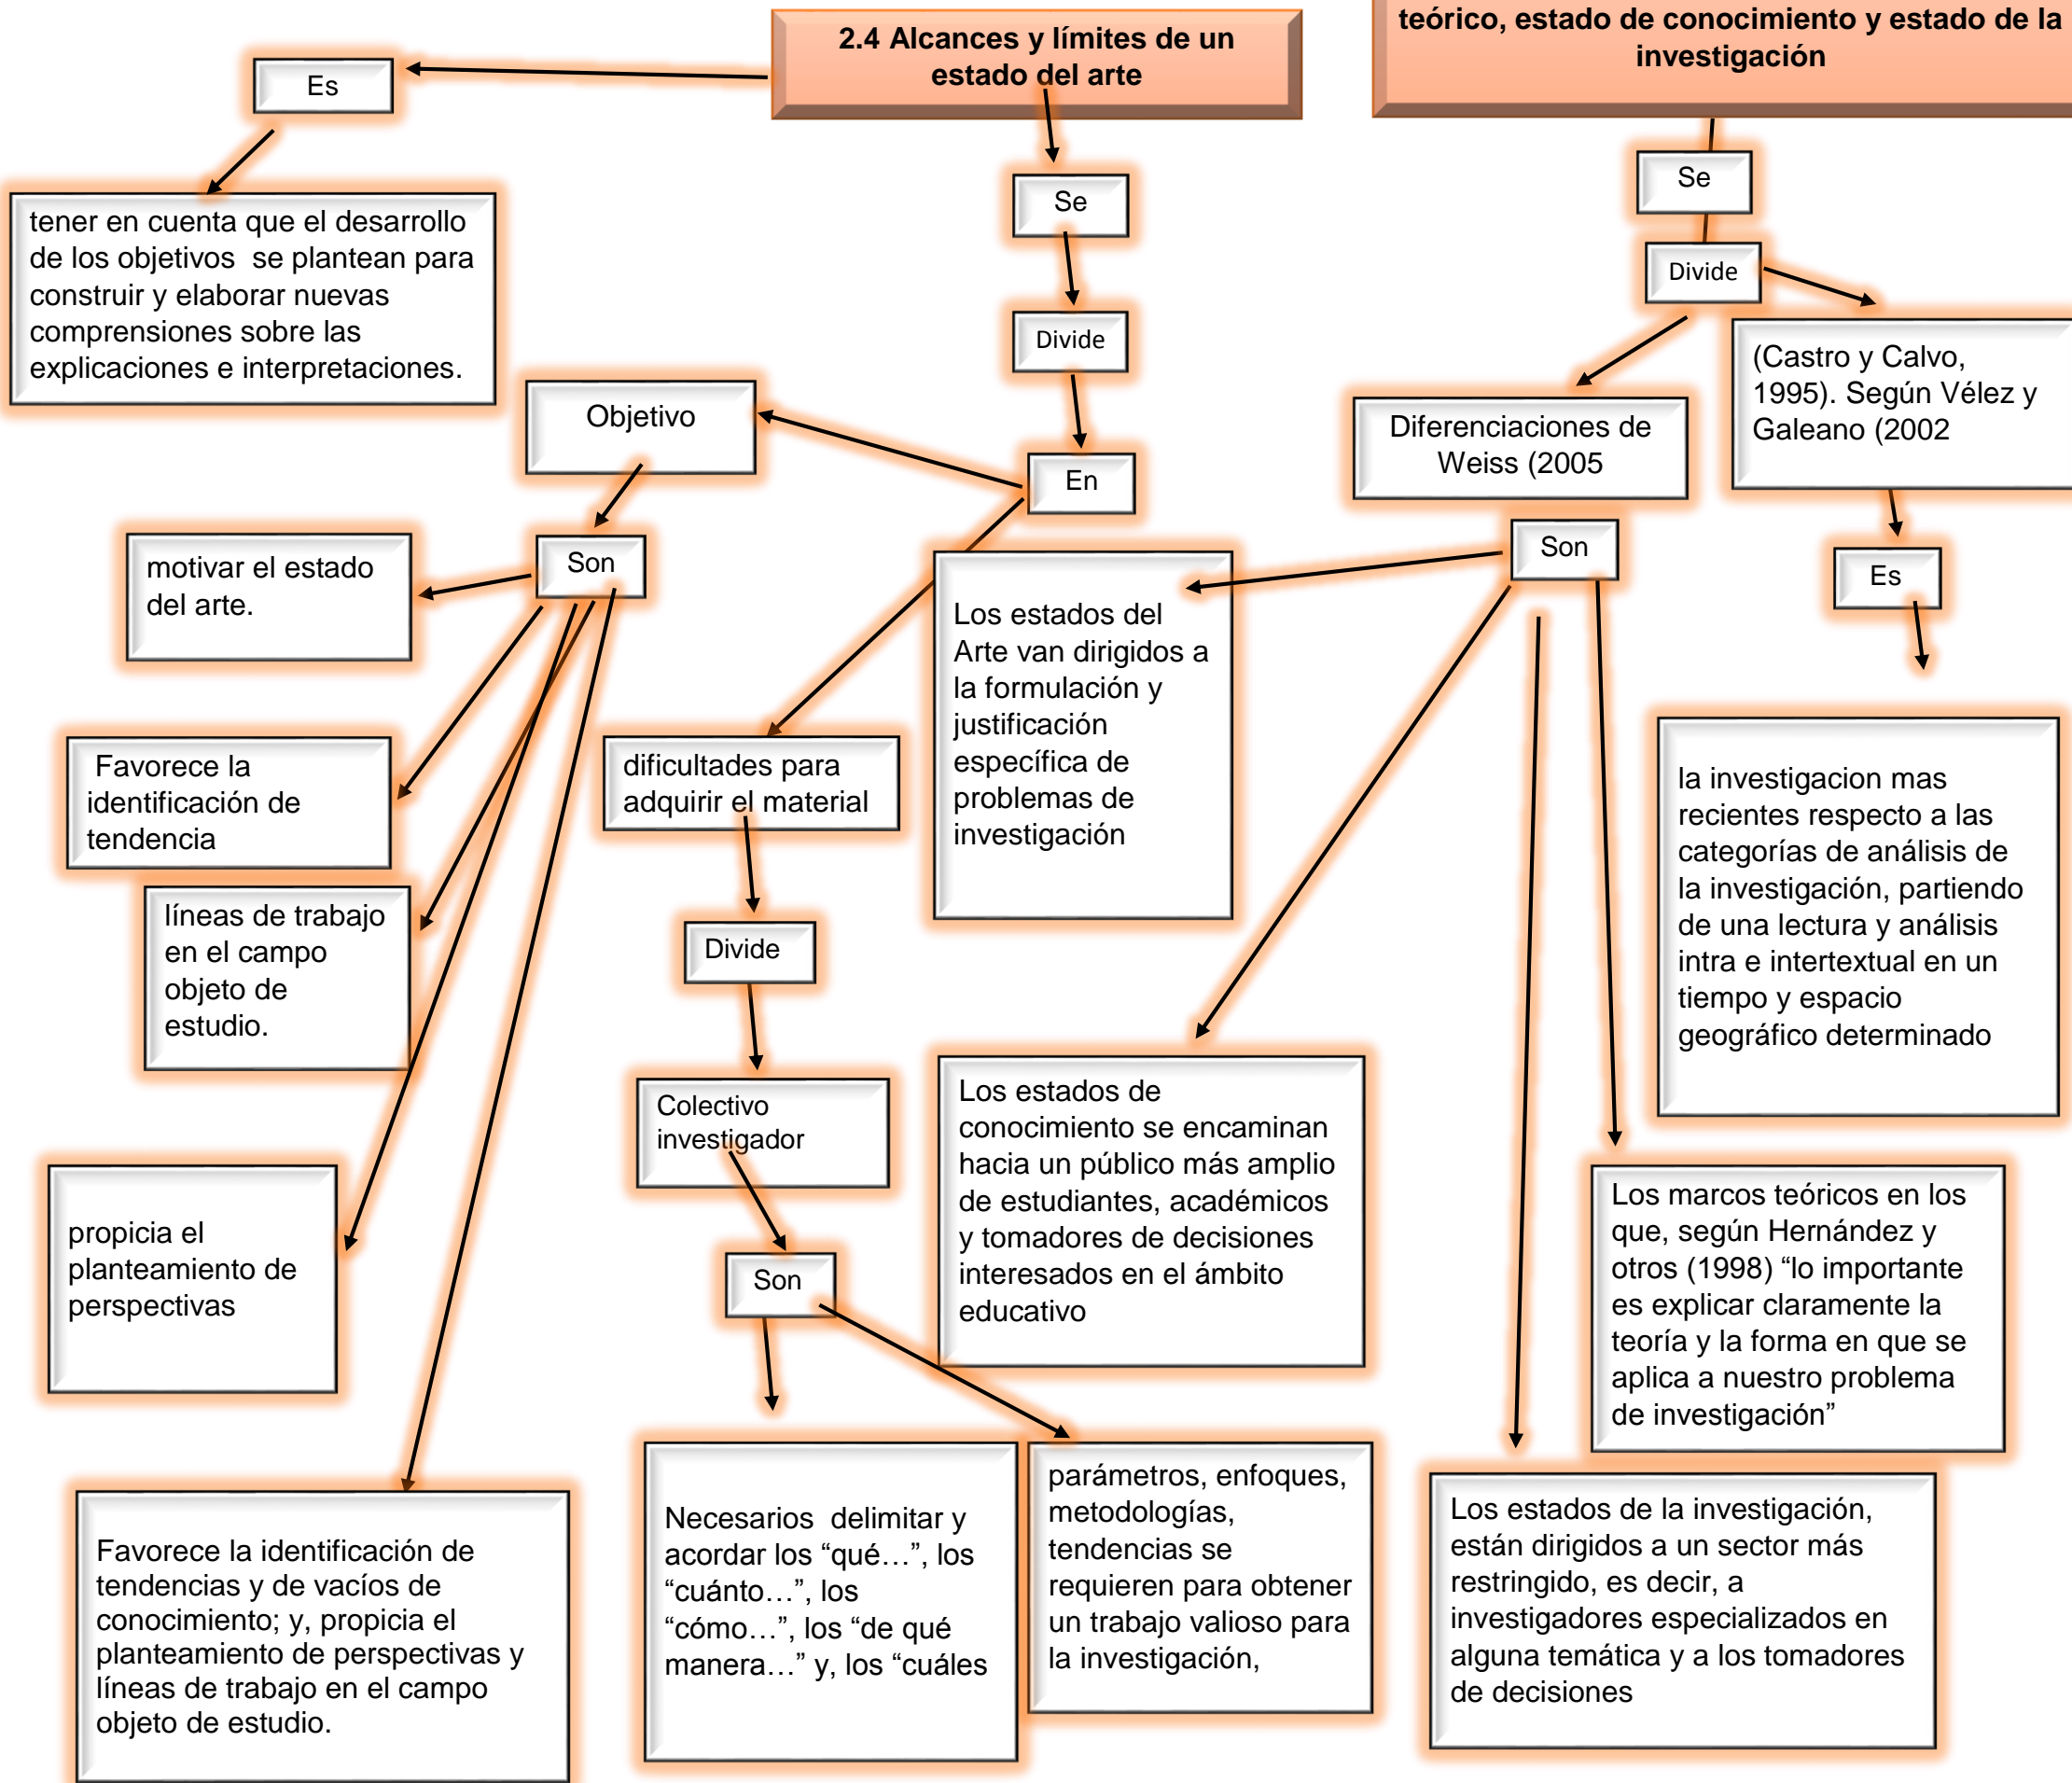 2.4 Alcances y límites de un
estado del arte
Es
tener en cuenta que el desarrollo
de los objetivos  se plantean para
construir y elaborar nuevas
comprensiones sobre las
explicaciones e interpretaciones.
Se
Divide
En
Objetivo
Son
motivar el estado
del arte.
Favorece la
identificación de
tendencia
líneas de trabajo
en el campo
objeto de
estudio.
propicia el
planteamiento de
perspectivas
Favorece la identificación de
tendencias y de vacíos de
conocimiento; y, propicia el
planteamiento de perspectivas y
líneas de trabajo en el campo
objeto de estudio.
dificultades para
adquirir el material
Divide
Colectivo
investigador
Son
Necesarios  delimitar y
acordar los “qué…”, los
“cuánto…”, los
“cómo…”, los “de qué
manera…” y, los “cuáles
parámetros, enfoques,
metodologías,
tendencias se
requieren para obtener
un trabajo valioso para
la investigación,
teórico, estado de conocimiento y estado de la
investigación
Se
Divide
Diferenciaciones de
Weiss (2005
Son
Los estados del
Arte van dirigidos a
la formulación y
justificación
específica de
problemas de
investigación
Los estados de
conocimiento se encaminan
hacia un público más amplio
de estudiantes, académicos
y tomadores de decisiones
interesados en el ámbito
educativo
Los estados de la investigación,
están dirigidos a un sector más
restringido, es decir, a
investigadores especializados en
alguna temática y a los tomadores
de decisiones
Los marcos teóricos en los
que, según Hernández y
otros (1998) “lo importante
es explicar claramente la
teoría y la forma en que se
aplica a nuestro problema
de investigación”
(Castro y Calvo,
1995). Según Vélez y
Galeano (2002
Es
la investigacion mas
recientes respecto a las
categorías de análisis de
la investigación, partiendo
de una lectura y análisis
intra e intertextual en un
tiempo y espacio
geográfico determinado